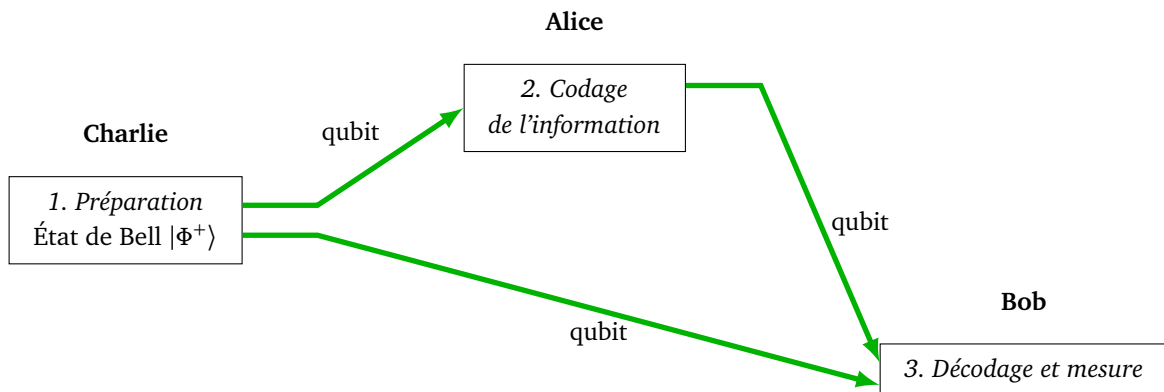 Alice
2. Codage
de l'information
Charlie
qubit
1. Préparation
État de Bell |Φ⁺⟩
qubit
Bob
qubit
3. Décodage et mesure